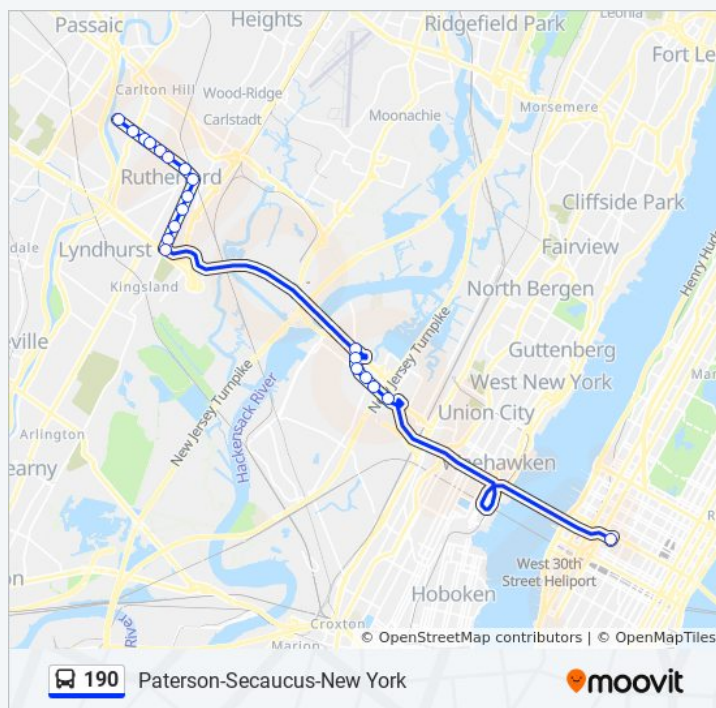 Passaic
Heights
Ridgefield Park
Leonia
Fort Le
Carlton Hill
Wood-Ridge
Carlstadt
Moonachie
Morsemere
Rutherford
Cliffside Park
Lyndhurst
Fairview
Kingsland
North Bergen
Henry Hud
ville
Guttenberg
New Jersey Turnpike
West New York
New Jersey Turnpike
Hackensack River
Union City
Arlington
earny
Weehawken
West 30th
Street Heliport
Hoboken
Croxton
River
Marion
© OpenStreetMap contributors | © OpenMapTiles
190 Paterson-Secaucus-New York
moovit